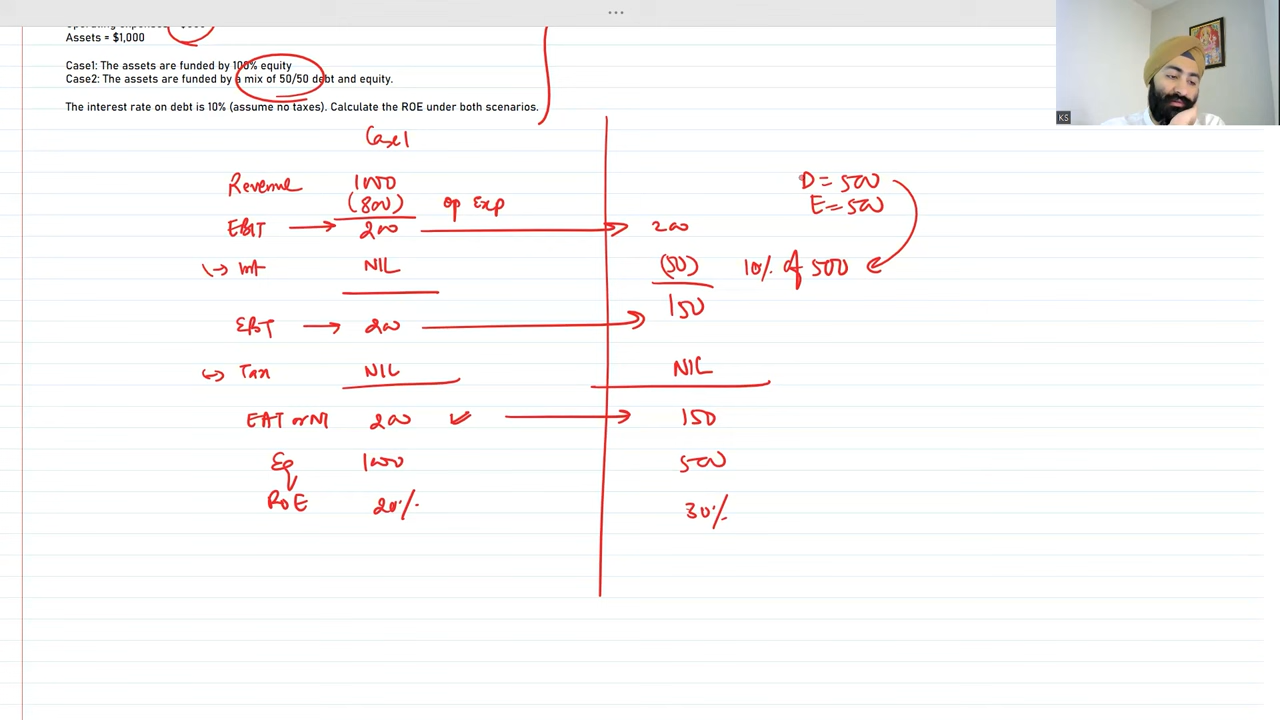 Assets = $1,000
Case1: The assets are funded by 100% equity
Case2: The assets are funded by a mix of 50/50 debt and equity.
The interest rate on debt is 10% (assume no taxes). Calculate the ROE under both scenarios.
KS
Case 1
Revenue 1000
D = 500
(800) op Exp
E = 500
EBIT → 200 → 200
↳ Int NIL (50) 10% of 500
150
EBT → 200
↳ Tax NIL NIL
EAT or NI 200 ✓ → 150
Eq 1000 500
ROE 20% 30%